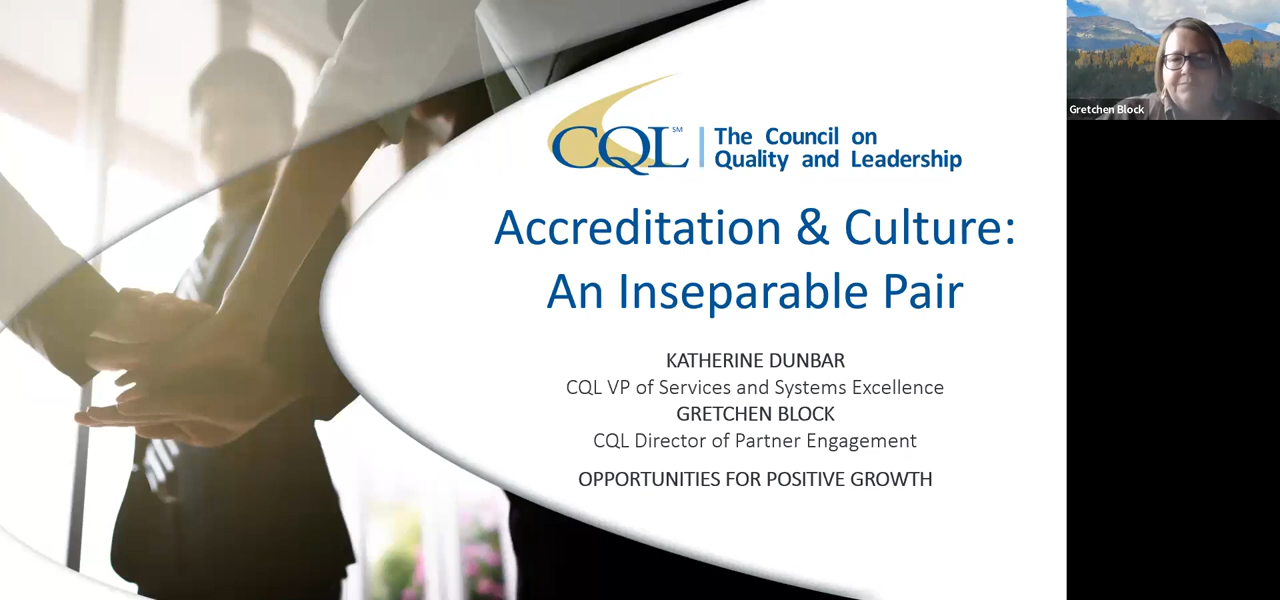 CQL SM
The Council on
Quality and Leadership
Accreditation & Culture:
An Inseparable Pair
KATHERINE DUNBAR
CQL VP of Services and Systems Excellence
GRETCHEN BLOCK
CQL Director of Partner Engagement
OPPORTUNITIES FOR POSITIVE GROWTH
Gretchen Block